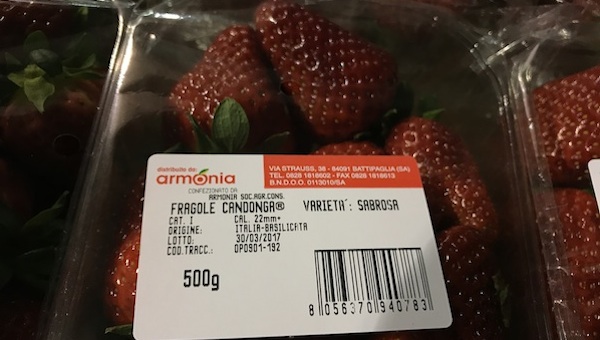 distribuito da:
armonia
VIA STRAUSS, 38 - 84091 BATTIPAGLIA (SA)
TEL. 0828 1818602 - FAX 0828 1818613
B.N.D.O.O. 0113010/SA
CONFEZIONATO DA
ARMONIA SOC.AGR.CONS.
FRAGOLE CANDONGA® VARIETA': SABROSA
CAT. I CAL. 22mm+
ORIGINE: ITALIA-BASILICATA
LOTTO: 30/03/2017
COD.TRACC.: OP0901-192
500g
8 056370 940783